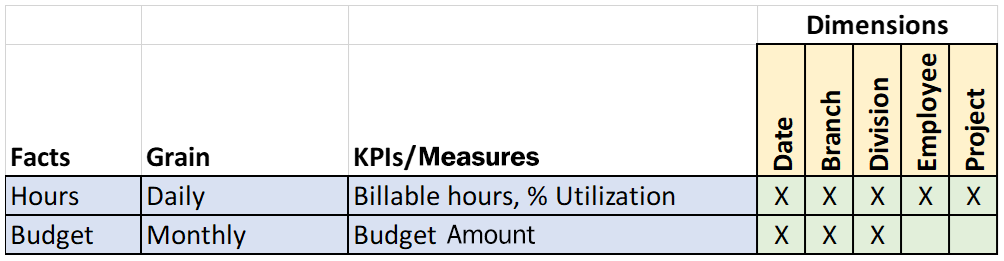 Dimensions
Facts Grain KPIs/Measures Date Branch Division Employee Project
Hours Daily Billable hours, % Utilization X X X X X
Budget Monthly Budget Amount X X X